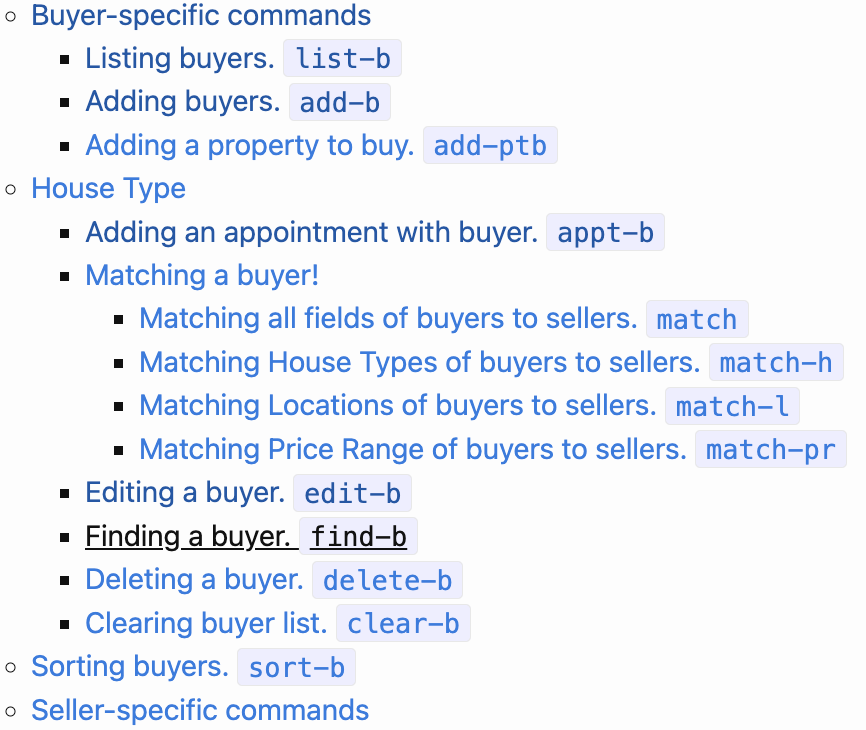 Buyer-specific commands
Listing buyers. list-b
Adding buyers. add-b
Adding a property to buy. add-ptb
House Type
Adding an appointment with buyer. appt-b
Matching a buyer!
Matching all fields of buyers to sellers. match
Matching House Types of buyers to sellers. match-h
Matching Locations of buyers to sellers. match-l
Matching Price Range of buyers to sellers. match-pr
Editing a buyer. edit-b
Finding a buyer. find-b
Deleting a buyer. delete-b
Clearing buyer list. clear-b
Sorting buyers. sort-b
Seller-specific commands